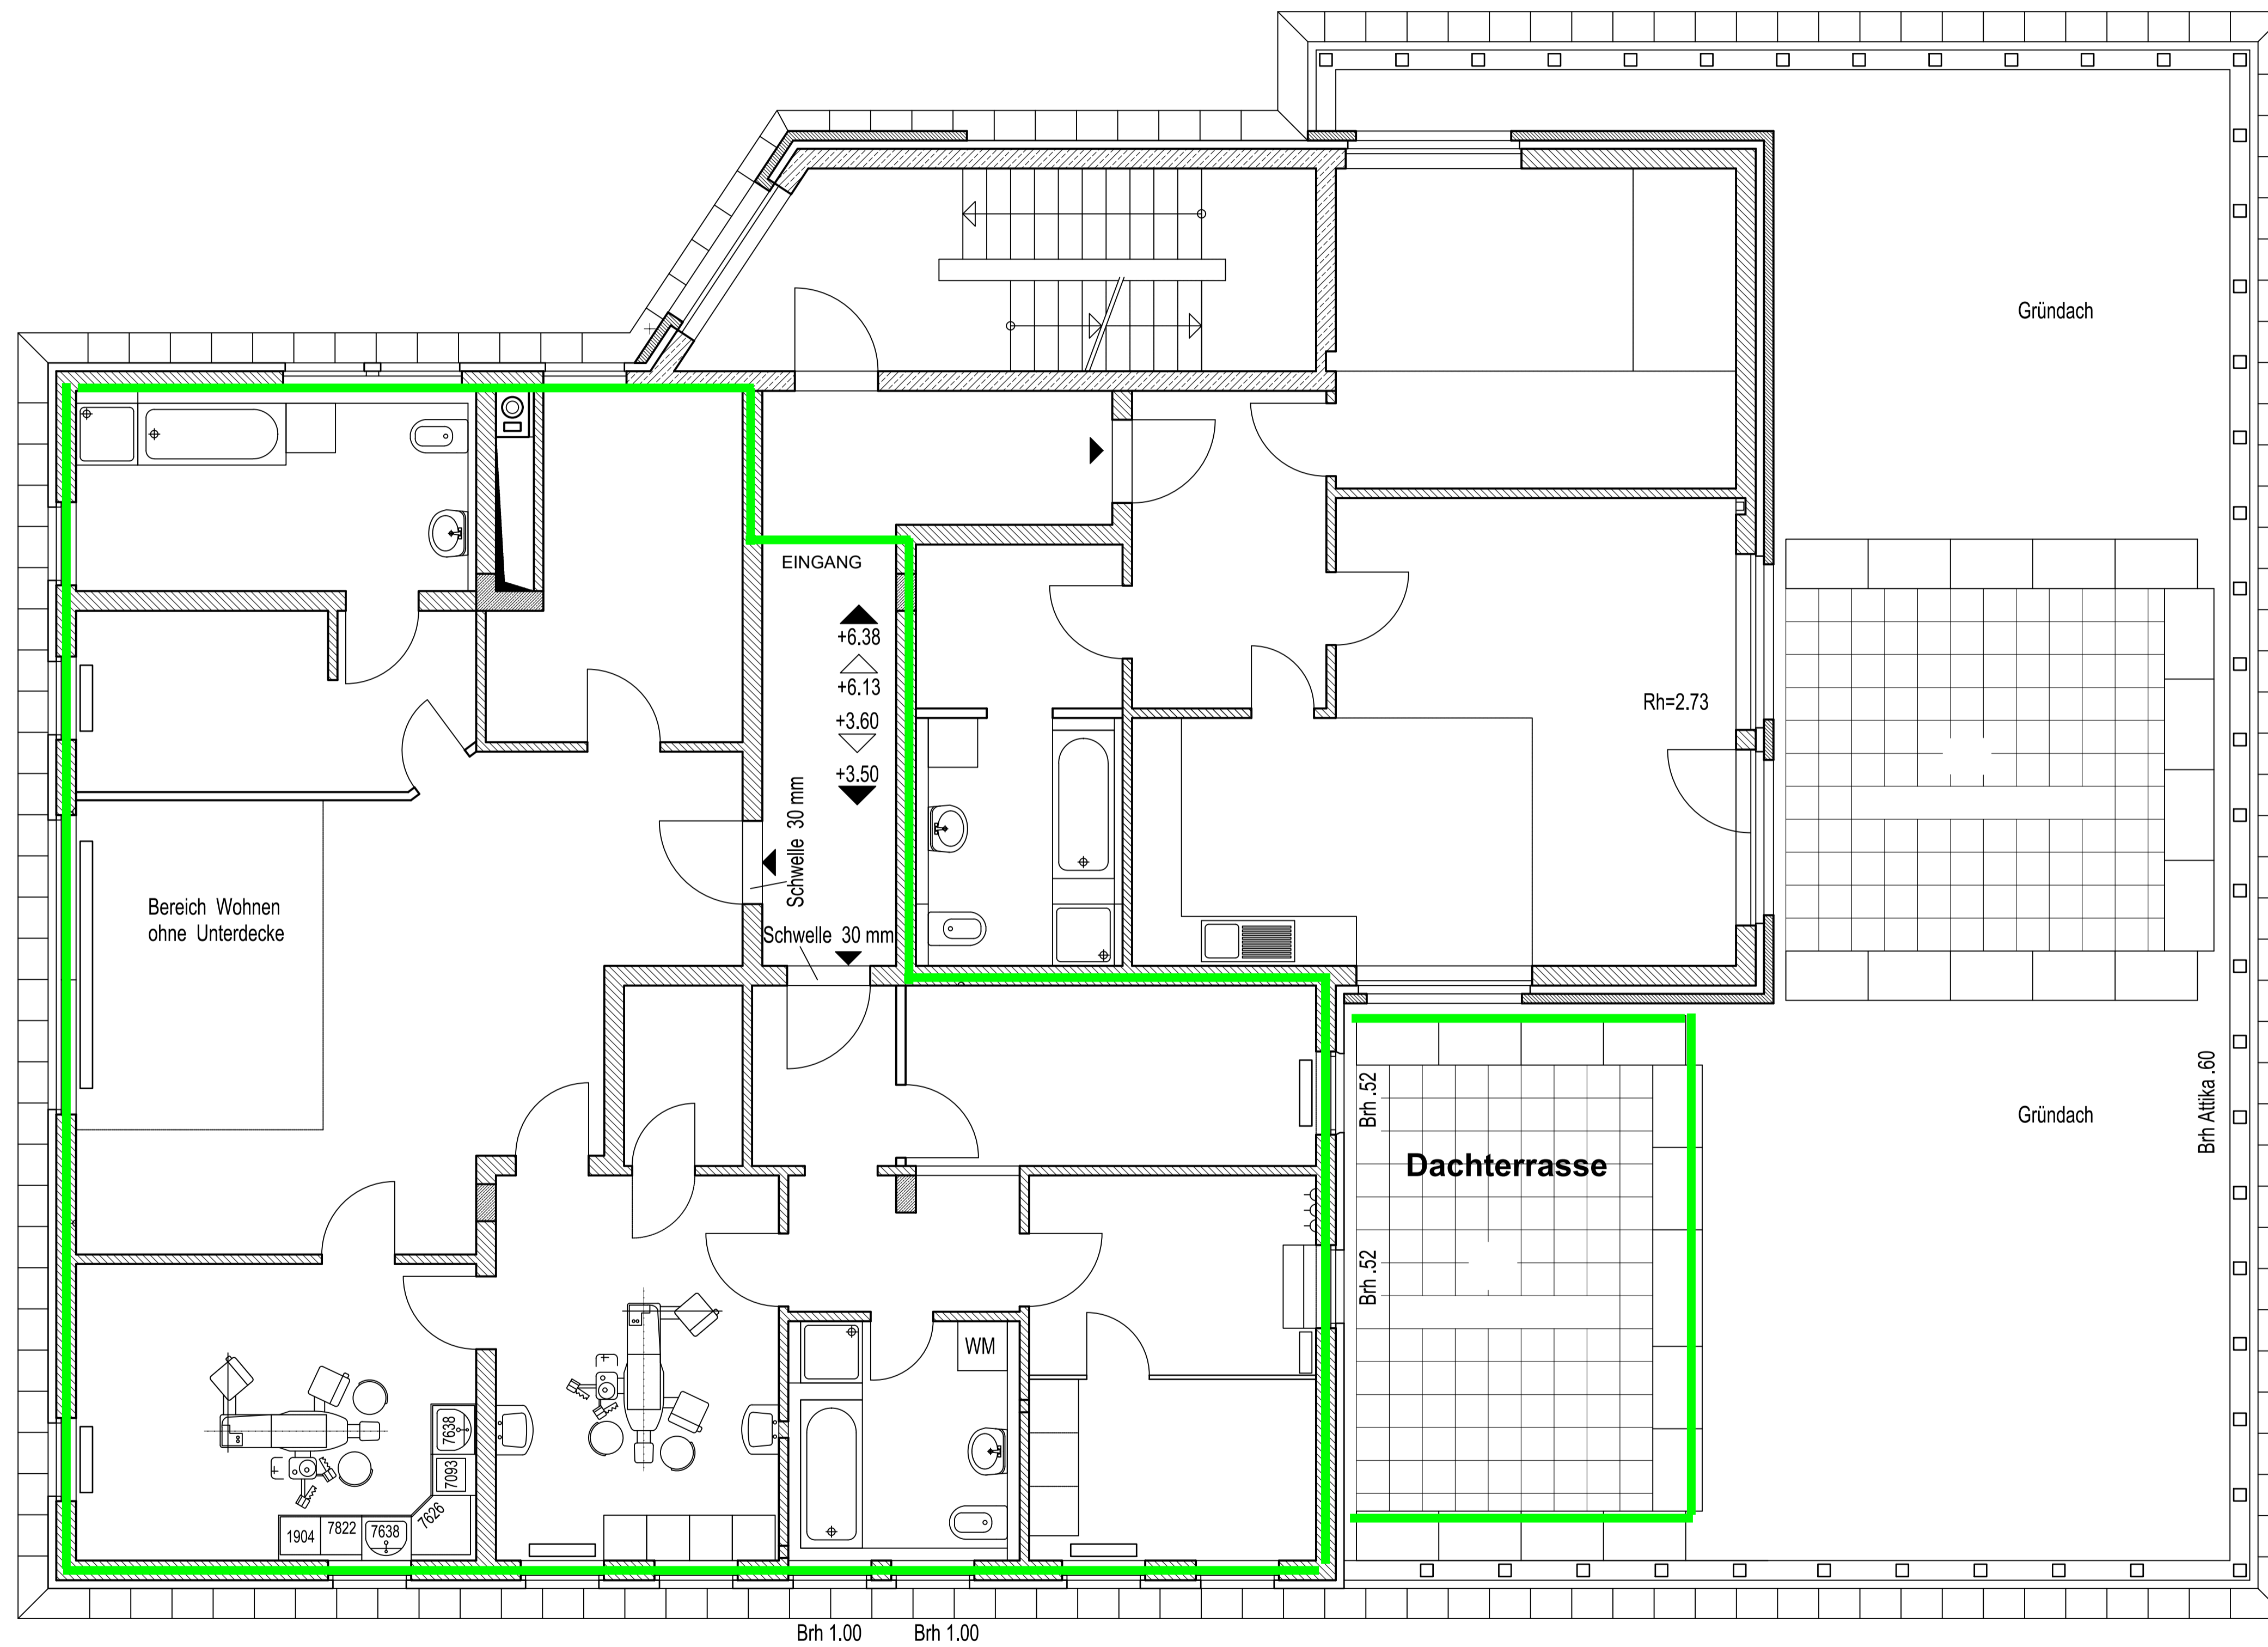 Gründach
EINGANG
+6.38
+6.13
+3.60
+3.50
Rh=2.73
Schwelle 30 mm
Schwelle 30 mm
Bereich Wohnen
ohne Unterdecke
Brh .52
Dachterrasse
Brh .52
Gründach
Brh Attika .60
WM
7638
7093
7626
1904
7822
7638
Brh 1.00
Brh 1.00